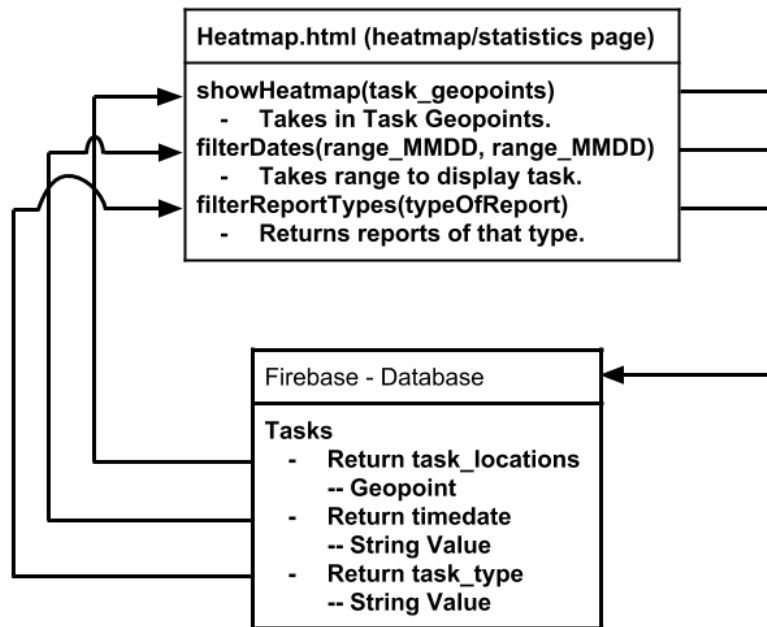 Heatmap.html (heatmap/statistics page)
showHeatmap(task_geopoints)
- Takes in Task Geopoints.
filterDates(range_MMDD, range_MMDD)
- Takes range to display task.
filterReportTypes(typeOfReport)
- Returns reports of that type.
Firebase - Database
Tasks
- Return task_locations
-- Geopoint
- Return timedate
-- String Value
- Return task_type
-- String Value